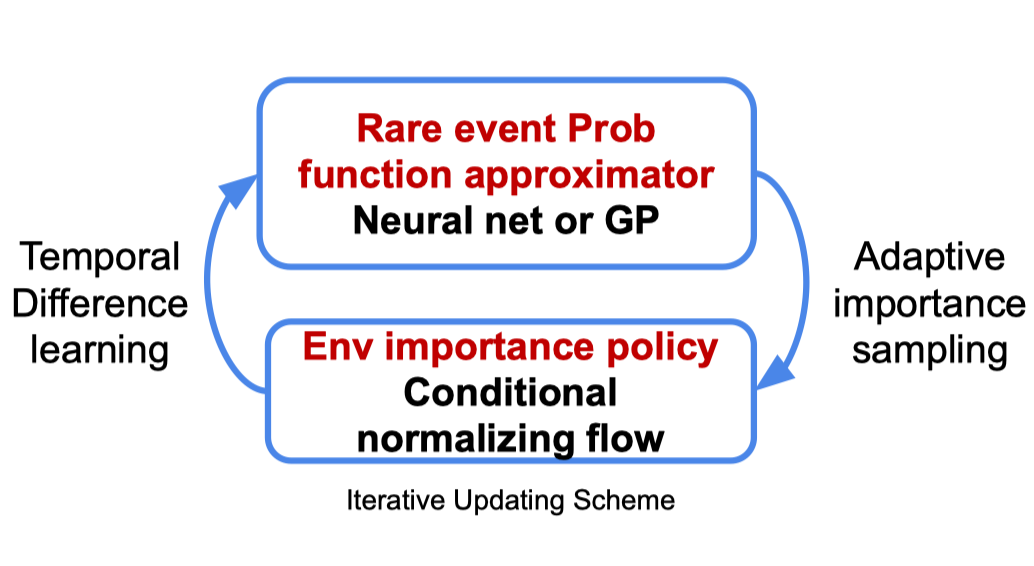 Rare event Prob
function approximator
Neural net or GP
Temporal
Difference
learning
Adaptive
importance
sampling
Env importance policy
Conditional
normalizing flow
Iterative Updating Scheme